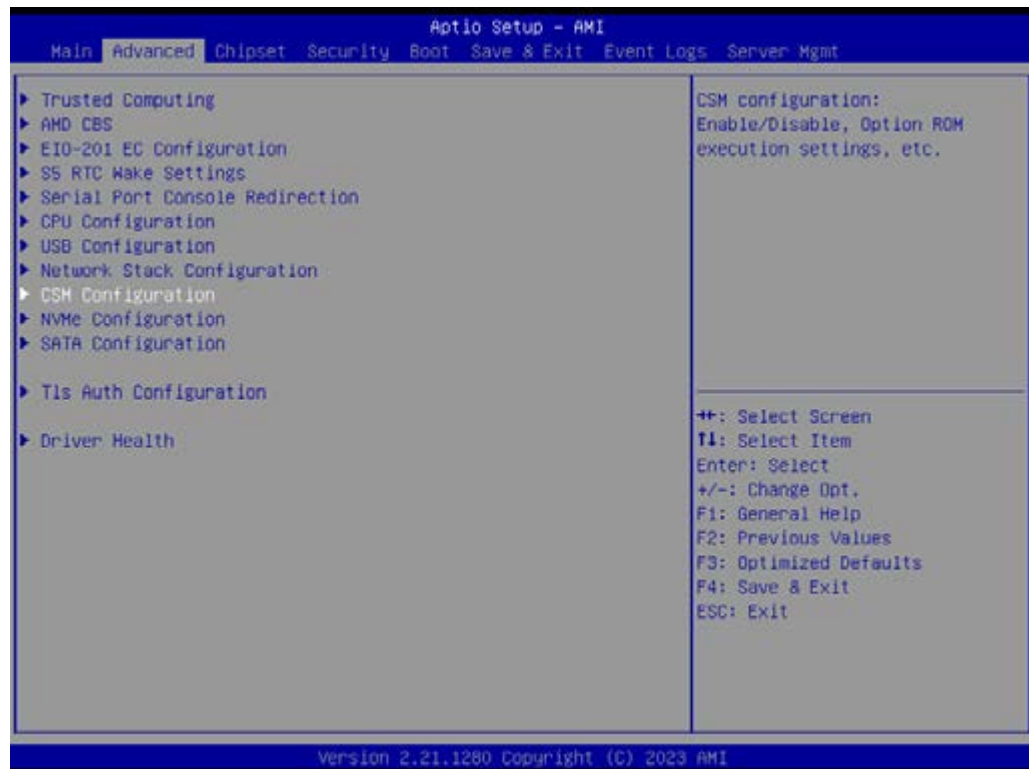 Aptio Setup - AMI
Main Advanced Chipset Security Boot Save & Exit Event Logs Server Mgmt
Trusted Computing
AMD CBS
EIO-201 EC Configuration
S5 RTC Wake Settings
Serial Port Console Redirection
CPU Configuration
USB Configuration
Network Stack Configuration
CSM Configuration
NVMe Configuration
SATA Configuration
Tls Auth Configuration
Driver Health
CSM configuration:
Enable/Disable, Option ROM
execution settings, etc.
→←: Select Screen
↑↓: Select Item
Enter: Select
+/-: Change Opt.
F1: General Help
F2: Previous Values
F3: Optimized Defaults
F4: Save & Exit
ESC: Exit
Version 2.21.1280 Copyright (C) 2023 AMI